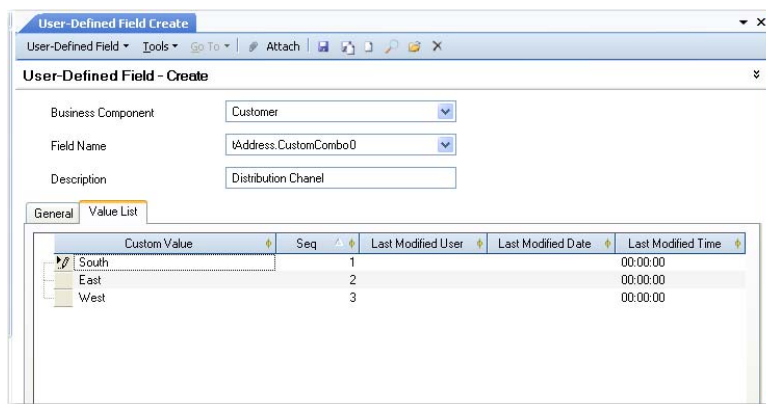 User-Defined Field Create
User-Defined Field Tools Go To Attach
User-Defined Field - Create
Business Component Customer
Field Name tAddress.CustomCombo0
Description Distribution Chanel
General Value List
Custom Value Seq Last Modified User Last Modified Date Last Modified Time
South 1 00:00:00
East 2 00:00:00
West 3 00:00:00